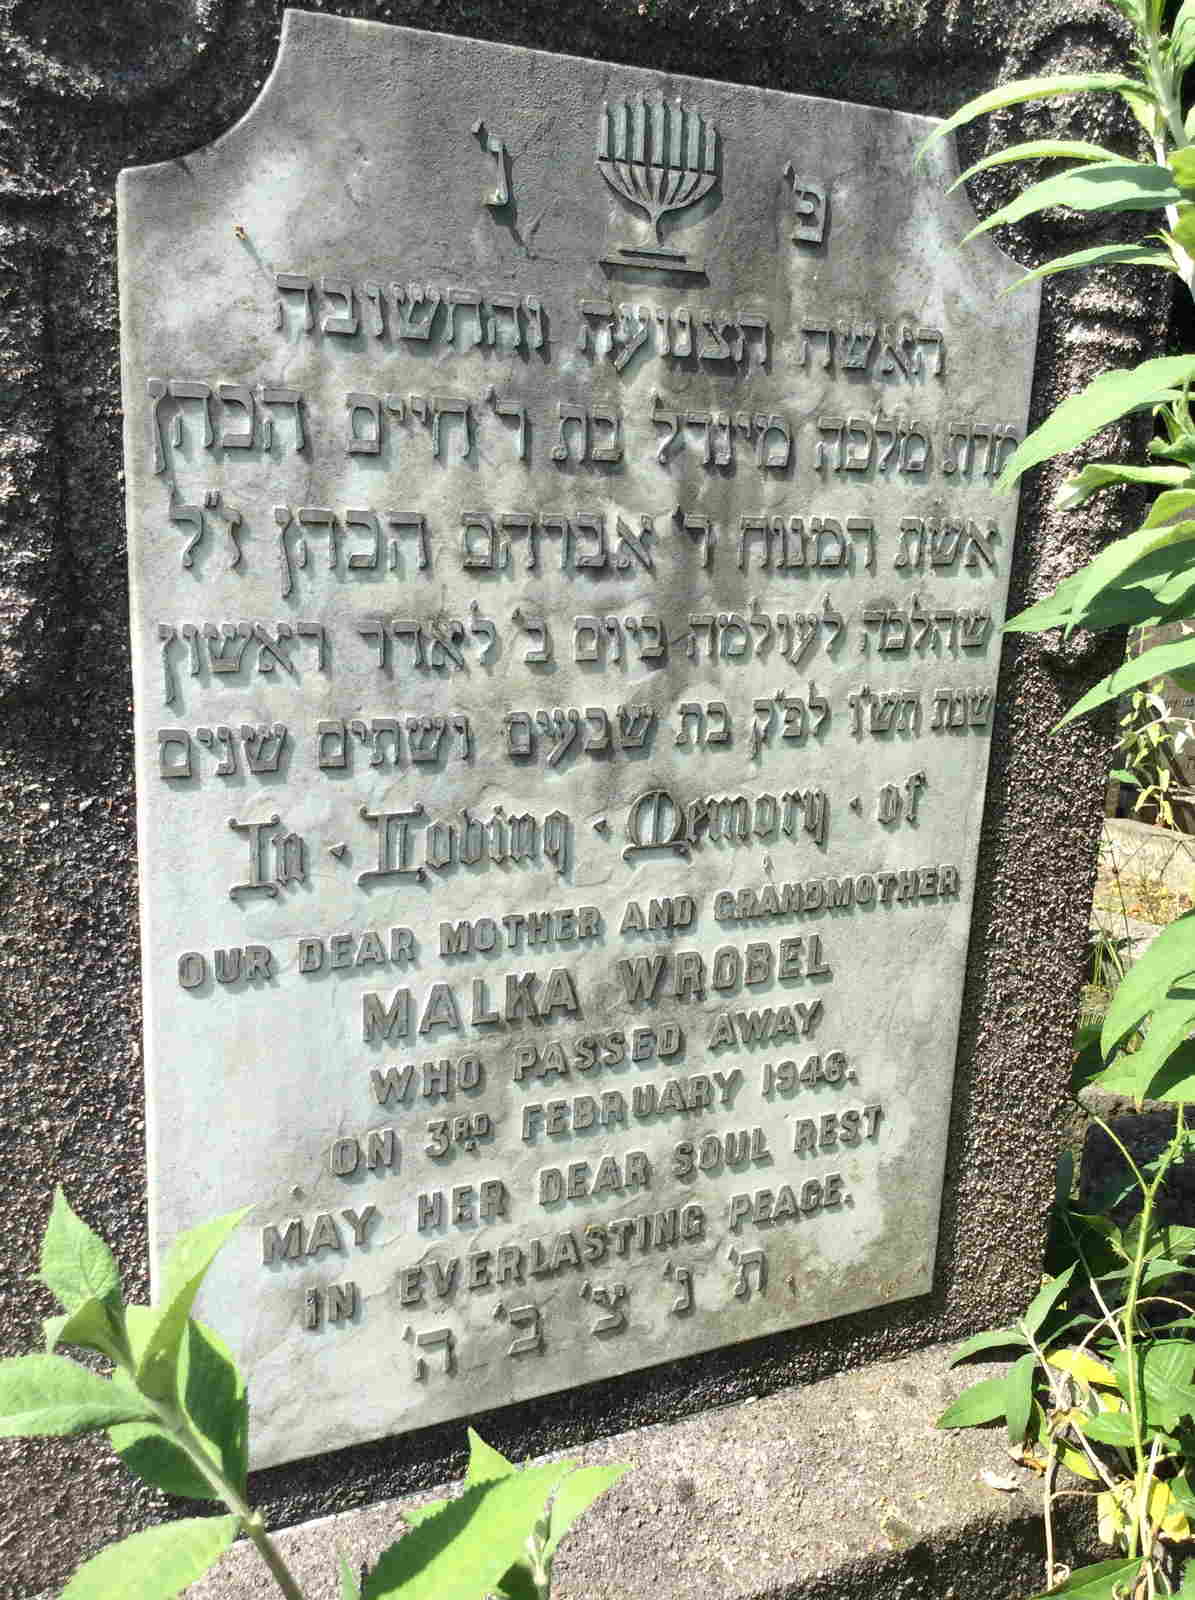 פ' נ'
האשה הצנועה והחשובה
מרת מלכה מינדל בת ר' חיים הכהן
אשת המנוח ר' אברהם הכהן ז"ל
שהלכה לעולמה ביום ב' לאדר ראשון
שנת תש"ו לפ"ק בת שבעים ושתים שנים
In · Loving · Memory · of
OUR DEAR MOTHER AND GRANDMOTHER
MALKA WROBEL
WHO PASSED AWAY
ON 3RD FEBRUARY 1946.
MAY HER DEAR SOUL REST
IN EVERLASTING PEACE.
ת' נ' צ' ב' ה'